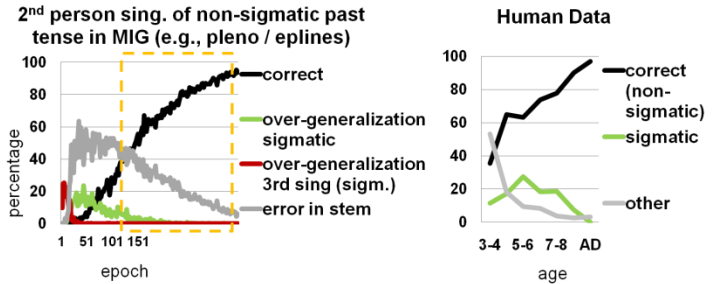 2nd person sing. of non-sigmatic past
tense in MIG (e.g., pleno / eplines)
100
80
60
40
20
0
percentage
1 51 101 151
epoch
correct
over-generalization
sigmatic
over-generalization
3rd sing (sigm.)
error in stem
Human Data
100
80
60
40
20
0
3-4 5-6 7-8 AD
age
correct
(non-
sigmatic)
sigmatic
other